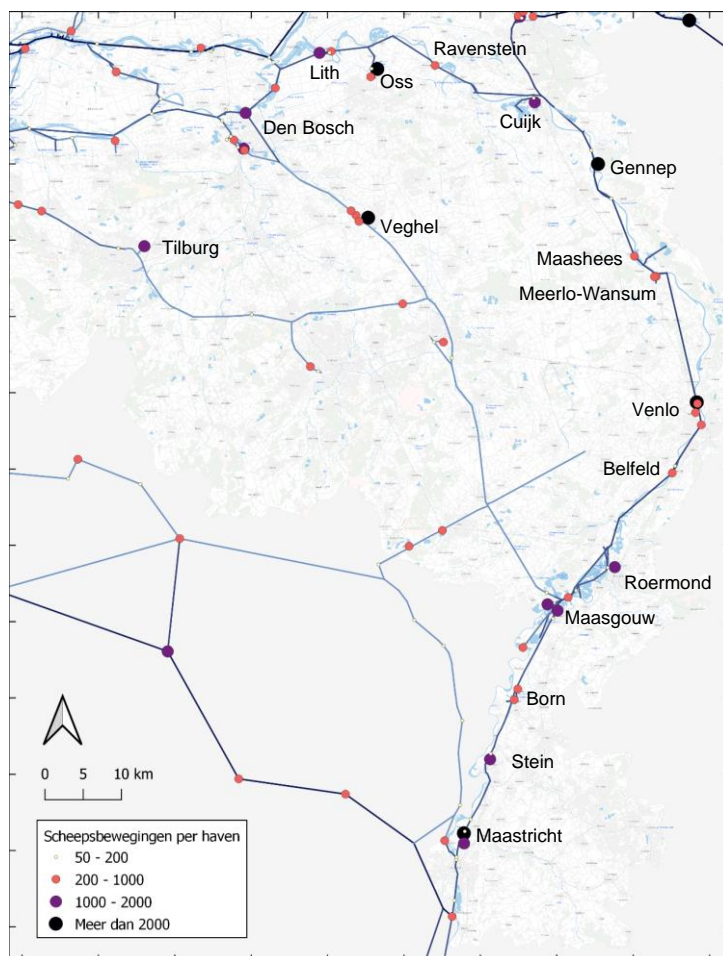 Ravenstein
Lith
Oss
Cuijk
Den Bosch
Gennep
Veghel
Tilburg
Maashees
Meerlo-Wansum
Venlo
Belfeld
Roermond
Maasgouw
Born
Stein
Maastricht
0 5 10 km
Scheepsbewegingen per haven
50 - 200
200 - 1000
1000 - 2000
Meer dan 2000